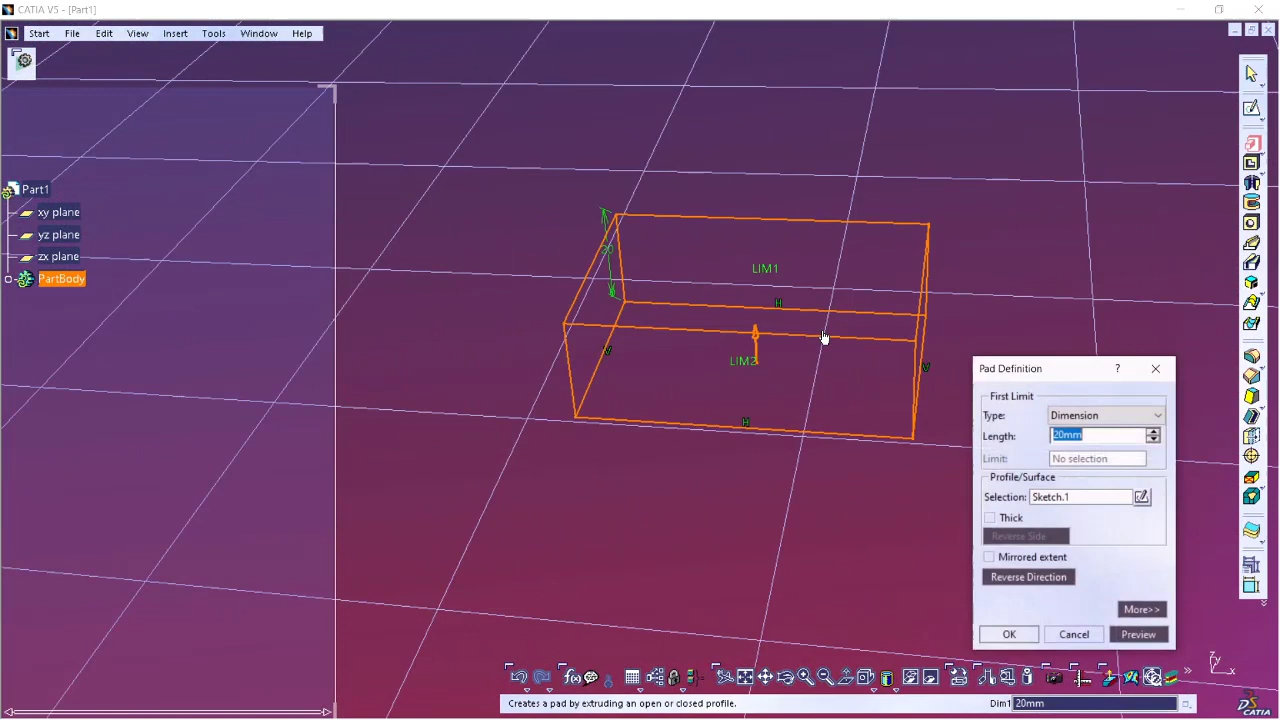 CATIA V5 - [Part1]
Start File Edit View Insert Tools Window Help
Part1
xy plane
yz plane
zx plane
PartBody
20
LIM1
H
V
LIM2
V
H
Pad Definition ? ×
First Limit
Type: Dimension
Length: 20mm
Limit: No selection
Profile/Surface
Selection: Sketch.1
Thick
Reverse Side
Mirrored extent
Reverse Direction
More>>
OK Cancel Preview
Z y
x
Creates a pad by extruding an open or closed profile.
Dim1 20mm
CATIA